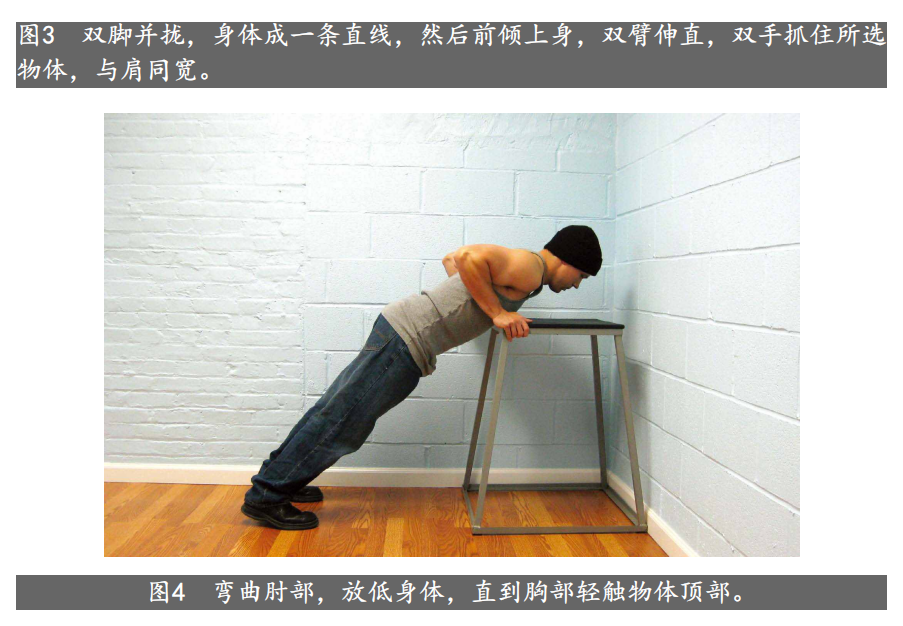 图3 双脚并拢，身体成一条直线，然后前倾上身，双臂伸直，双手抓住所选
物体，与肩同宽。
图4 弯曲肘部，放低身体，直到胸部轻触物体顶部。